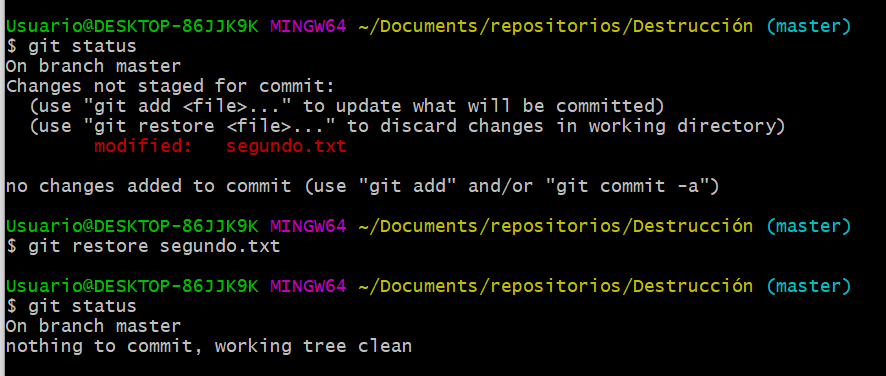 Usuario@DESKTOP-86JJK9K MINGW64 ~/Documents/repositorios/Destrucción (master)
$ git status
On branch master
Changes not staged for commit:
  (use "git add <file>..." to update what will be committed)
  (use "git restore <file>..." to discard changes in working directory)
        modified:   segundo.txt

no changes added to commit (use "git add" and/or "git commit -a")

Usuario@DESKTOP-86JJK9K MINGW64 ~/Documents/repositorios/Destrucción (master)
$ git restore segundo.txt

Usuario@DESKTOP-86JJK9K MINGW64 ~/Documents/repositorios/Destrucción (master)
$ git status
On branch master
nothing to commit, working tree clean